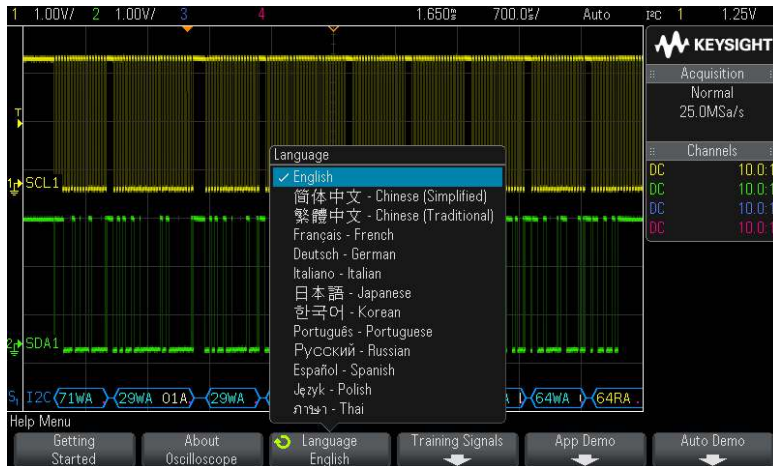 1 1.00V/ 2 1.00V/ 3 4 1.650s 700.0s/ Auto I²C 1 1.25V
KEYSIGHT
Acquisition
Normal
25.0MSa/s
Channels
DC 10.0:1
DC 10.0:1
DC 10.0:1
DC 10.0:1
T
1 SCL1
2 SDA1
Language
English
简体中文 - Chinese (Simplified)
繁體中文 - Chinese (Traditional)
Français - French
Deutsch - German
Italiano - Italian
日本語 - Japanese
한국어 - Korean
Português - Portuguese
Русский - Russian
Español - Spanish
Język - Polish
ภาษา - Thai
S₁ I2C 71WA 29WA 01A 29WA 64WA 64RA
Help Menu
Getting Started
About Oscilloscope
Language English
Training Signals
App Demo
Auto Demo